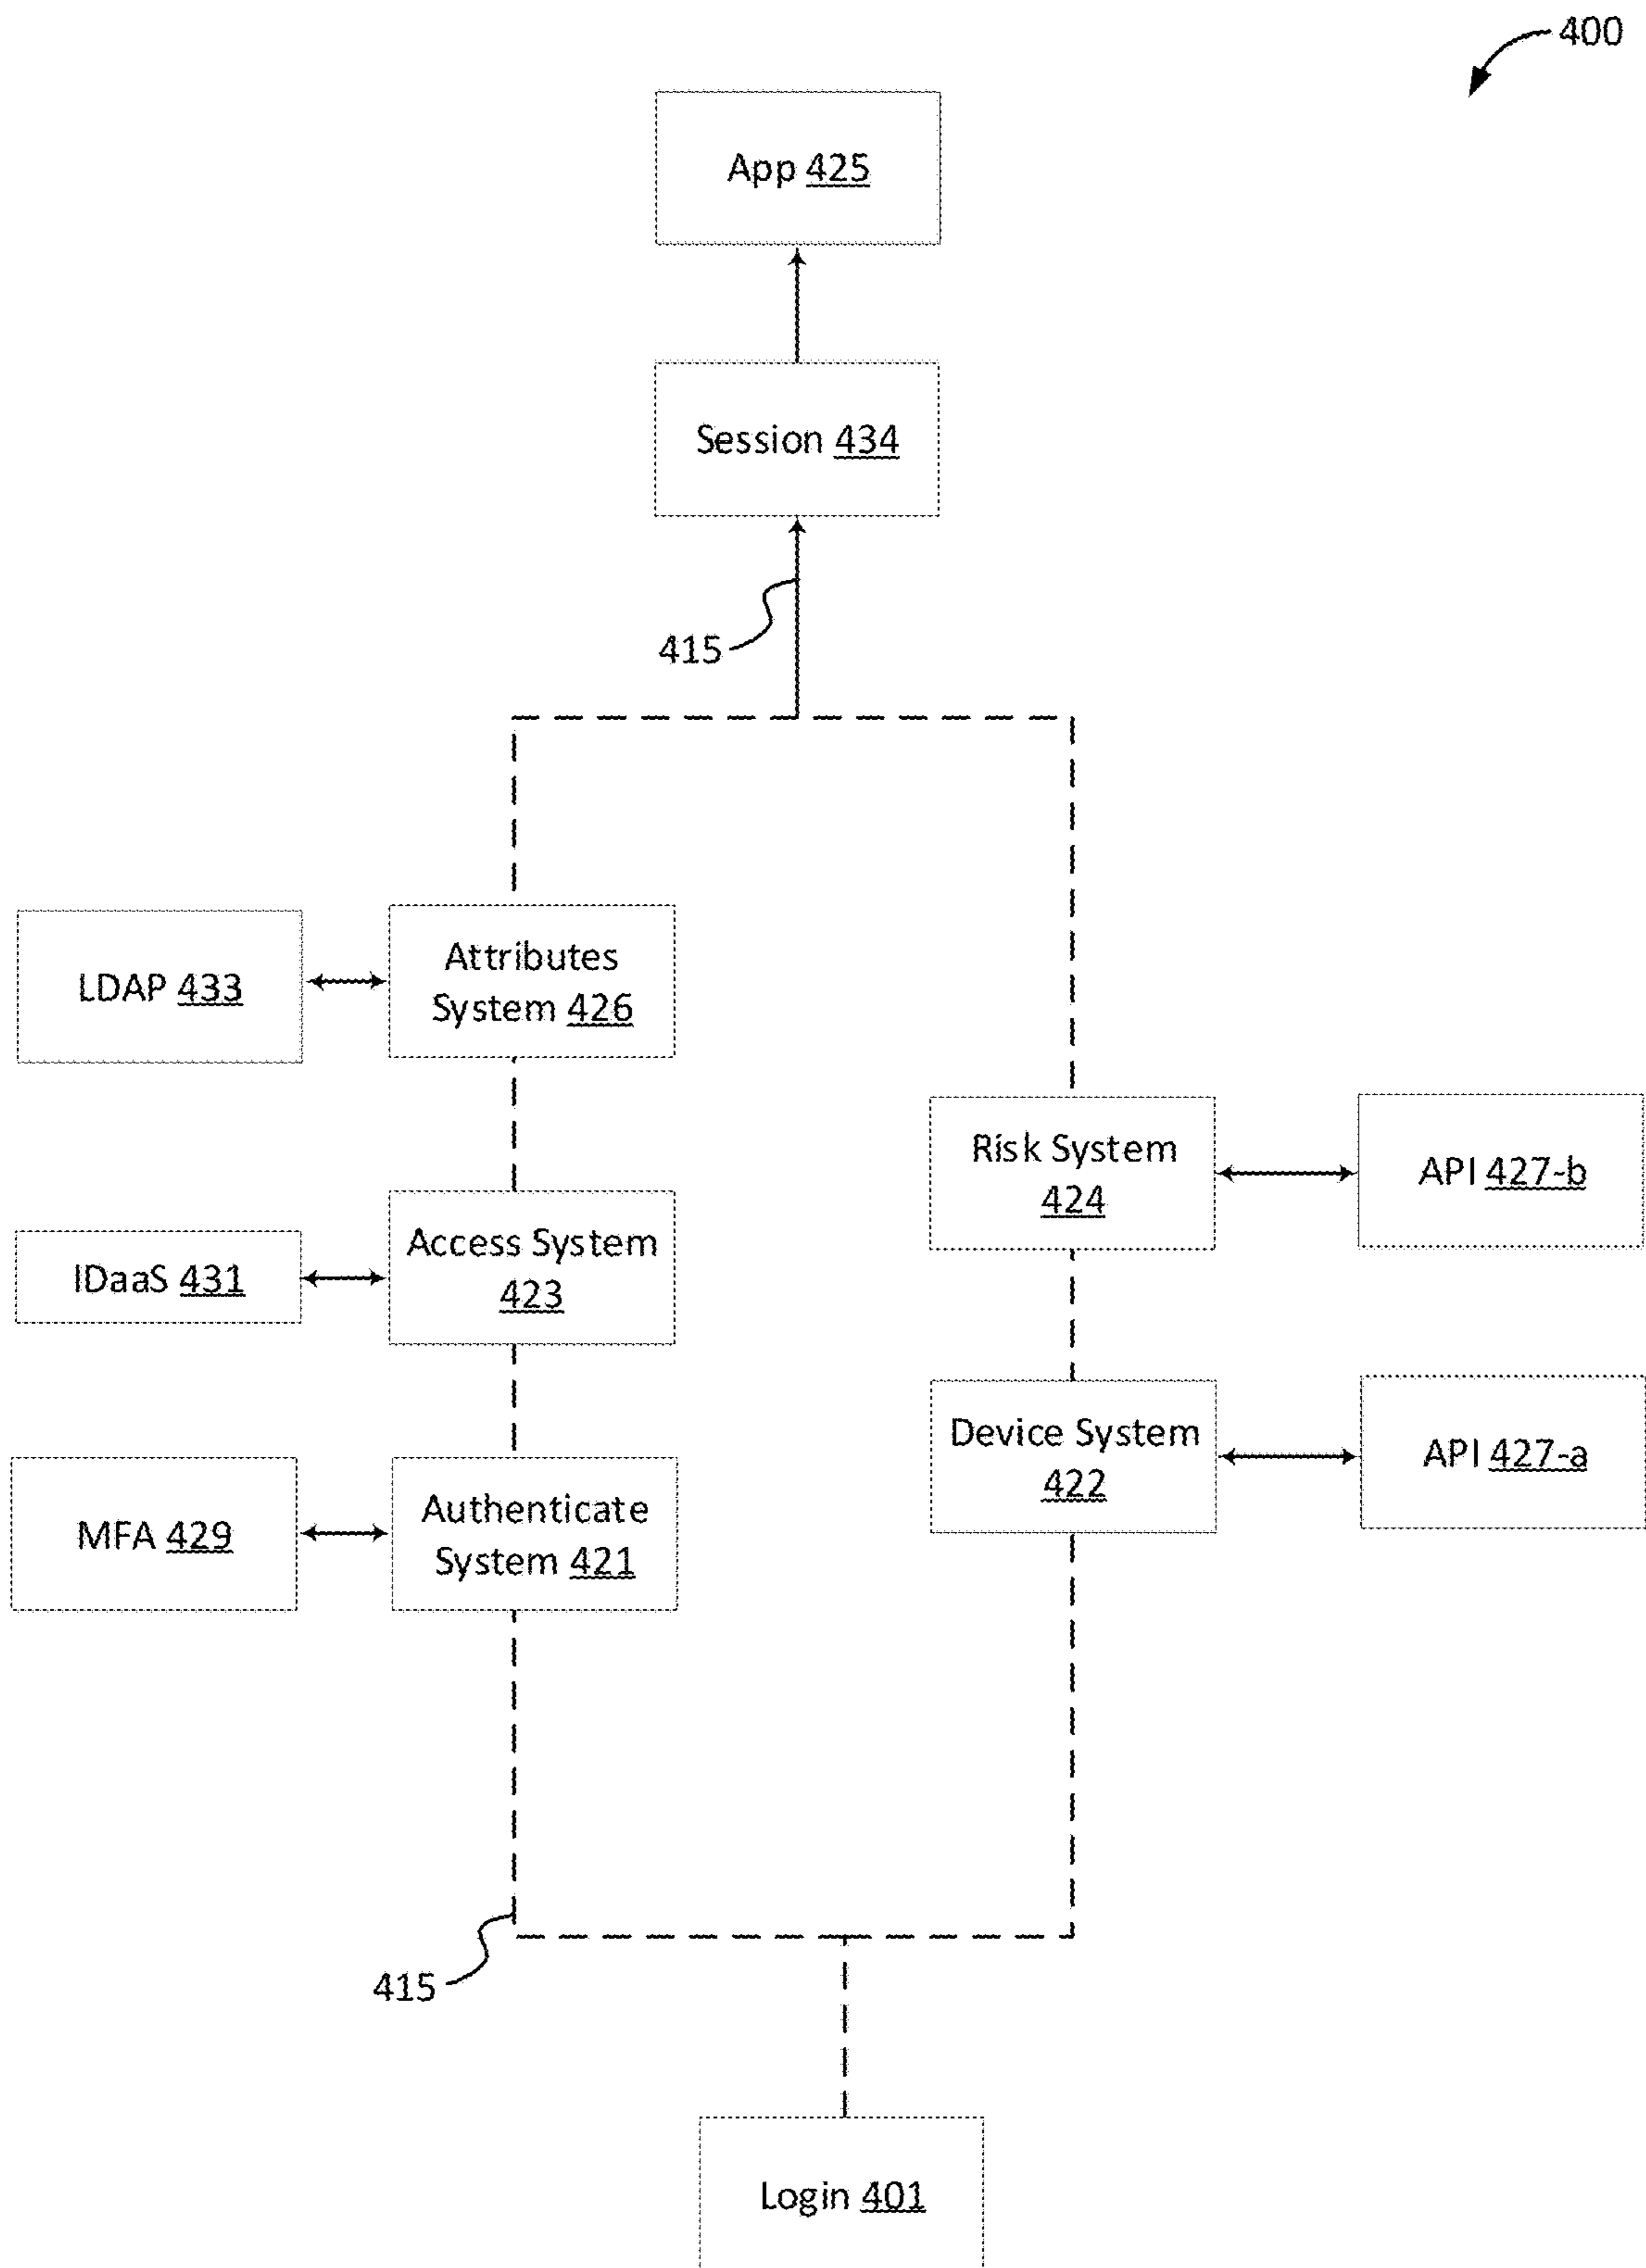 400
App 425
Session 434
415
LDAP 433
Attributes
System 426
Risk System
424
API 427-b
IDaaS 431
Access System
423
Device System
422
API 427-a
MFA 429
Authenticate
System 421
415
Login 401